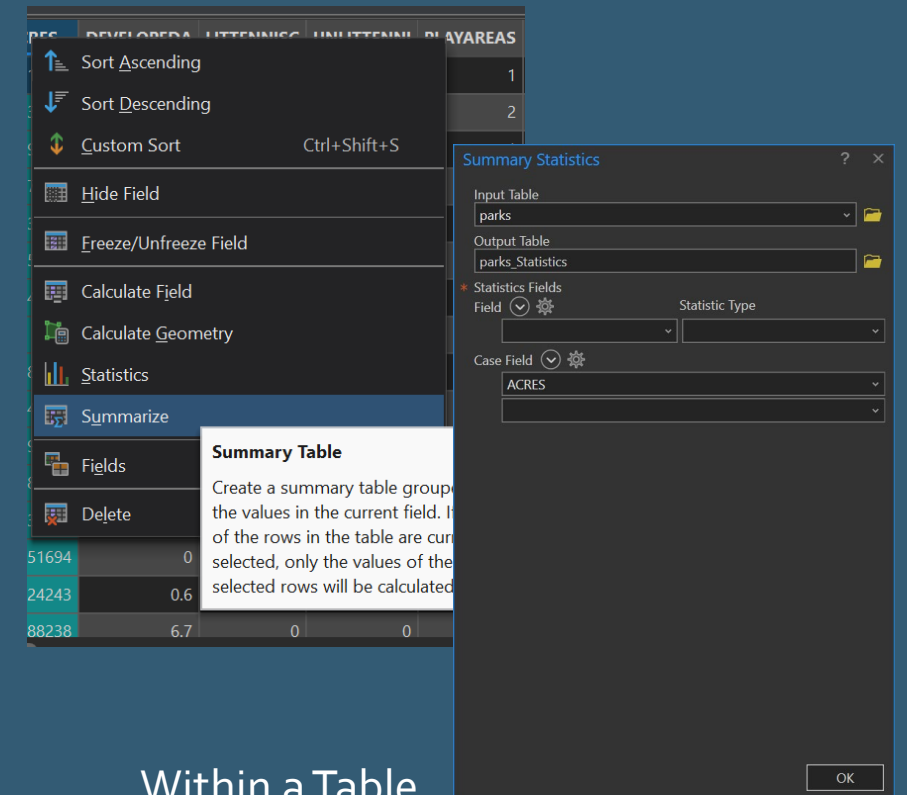 PLAYAREAS
Sort Ascending
1
Sort Descending
2
Custom Sort Ctrl+Shift+S
Hide Field
Freeze/Unfreeze Field
Calculate Field
Calculate Geometry
Statistics
Summarize
Fields
Delete
Summary Table
Create a summary table
the values in the current field.
of the rows in the table are
selected, only the values of the
selected rows will be calculated
51694 0
24243 0.6
88238 6.7 0 0
Summary Statistics ? ×
Input Table
parks
Output Table
parks_Statistics
* Statistics Fields
Field Statistic Type
Case Field
ACRES
OK
Within a Table